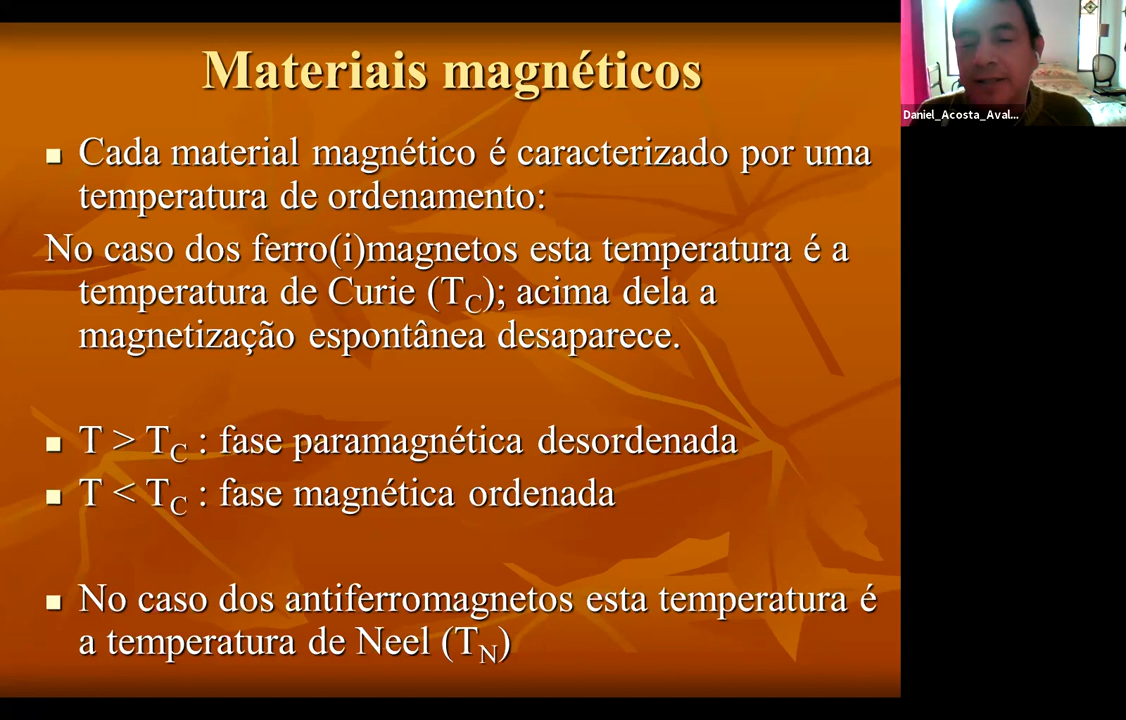 Materiais magnéticos
Cada material magnético é caracterizado por uma
temperatura de ordenamento:
No caso dos ferro(i)magnetos esta temperatura é a
temperatura de Curie (TC); acima dela a
magnetização espontânea desaparece.
T > TC : fase paramagnética desordenada
T < TC : fase magnética ordenada
No caso dos antiferromagnetos esta temperatura é
a temperatura de Neel (TN)
Daniel_Acosta_Aval...